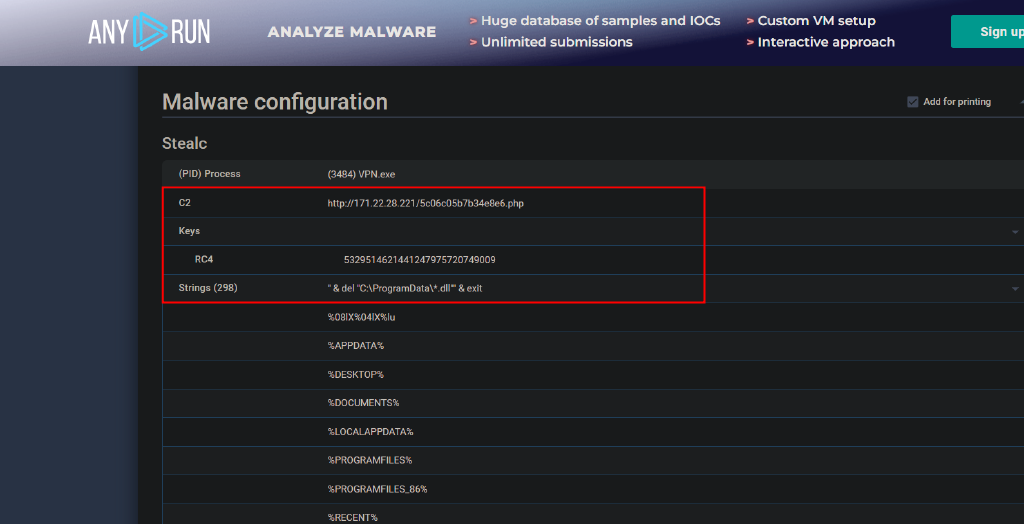 ANY RUN
ANALYZE MALWARE
> Huge database of samples and IOCs
> Unlimited submissions
> Custom VM setup
> Interactive approach
Sign up
Malware configuration
Add for printing
Stealc
(PID) Process (3484) VPN.exe
C2 http://171.22.28.221/5c06c05b7b34e8e6.php
Keys
RC4 5329514621441247975720749009
Strings (298) " & del "C:\ProgramData\*.dll"" & exit
%08lX%04lX%lu
%APPDATA%
%DESKTOP%
%DOCUMENTS%
%LOCALAPPDATA%
%PROGRAMFILES%
%PROGRAMFILES_86%
%RECENT%